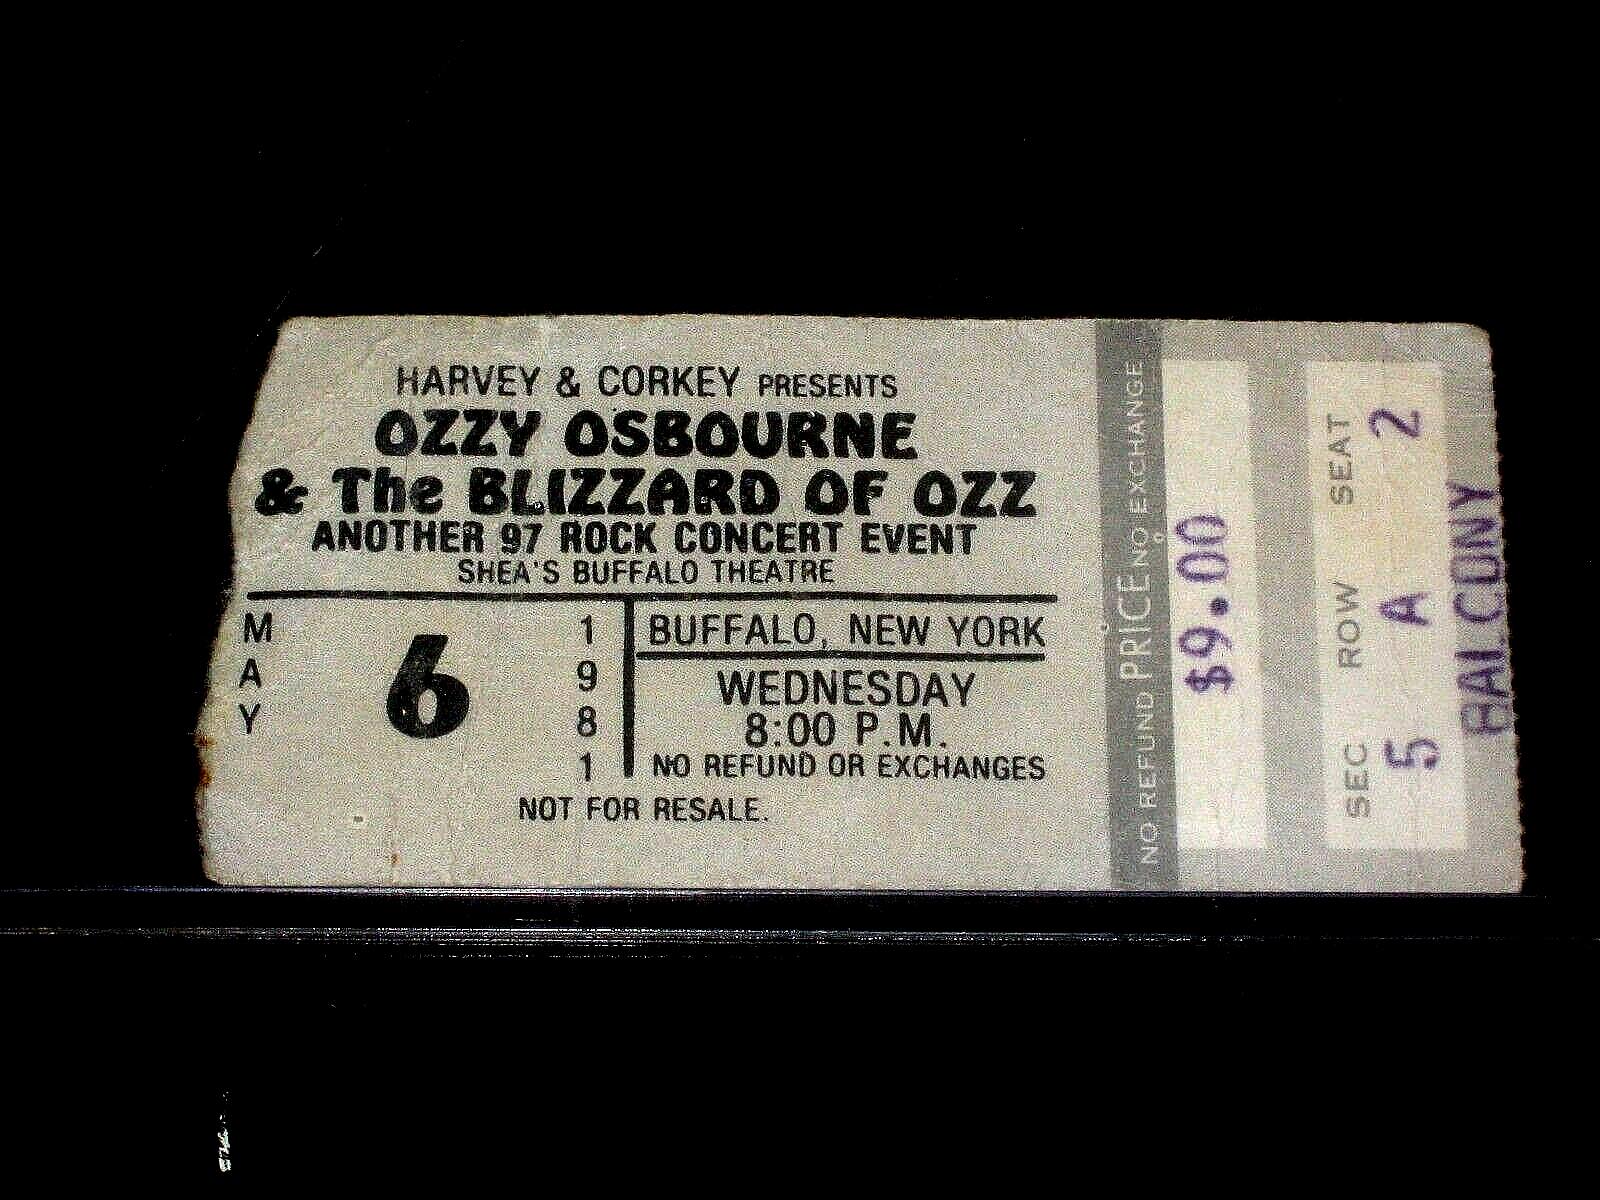 HARVEY & CORKEY PRESENTS
OZZY OSBOURNE
& The BLIZZARD OF OZZ
ANOTHER 97 ROCK CONCERT EVENT
SHEA'S BUFFALO THEATRE
MAY
6
1981
BUFFALO, NEW YORK
WEDNESDAY
8:00 P.M.
NO REFUND OR EXCHANGES
NOT FOR RESALE.
NO REFUND PRICE NO EXCHANGE
$9.00
SEC ROW SEAT
5 A 2
BALCONY